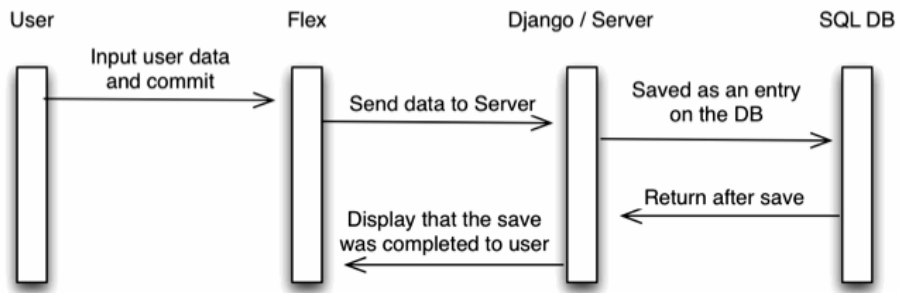 User
Flex
Django / Server
SQL DB
Input user data
and commit
Send data to Server
Saved as an entry
on the DB
Return after save
Display that the save
was completed to user